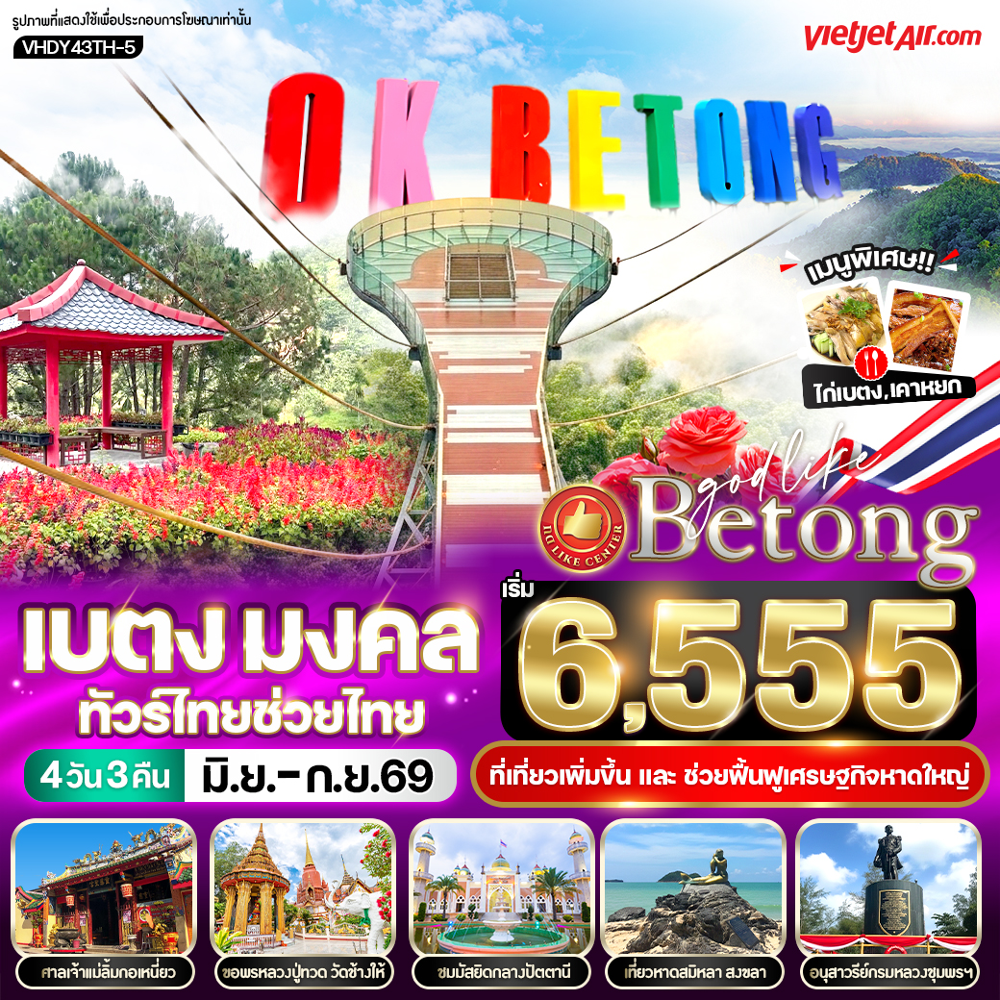 รูปภาพที่แสดงใช้เพื่อประกอบการโฆษณาเท่านั้น
VHDY43TH-5
vietjetAir.com
OK BETONG
เมนูพิเศษ!!
ไก่เบตง,เคาหยก
godlike
Betong
กดLIKE CENTER
เริ่ม
6,555
เบตง มงคล
ทัวร์ไทยช่วยไทย
4 วัน 3 คืน
มิ.ย.-ก.ย.69
ที่เที่ยวเพิ่มขึ้น และ ช่วยฟื้นฟูเศรษฐกิจหาดใหญ่
ศาลเจ้าแม่ลิ้มกอเหนี่ยว
ขอพรหลวงปู่ทวด วัดช้างให้
ชมมัสยิดกลางปัตตานี
เที่ยวหาดสมิหลา สงขลา
อนุสาวรีย์กรมหลวงชุมพรฯ